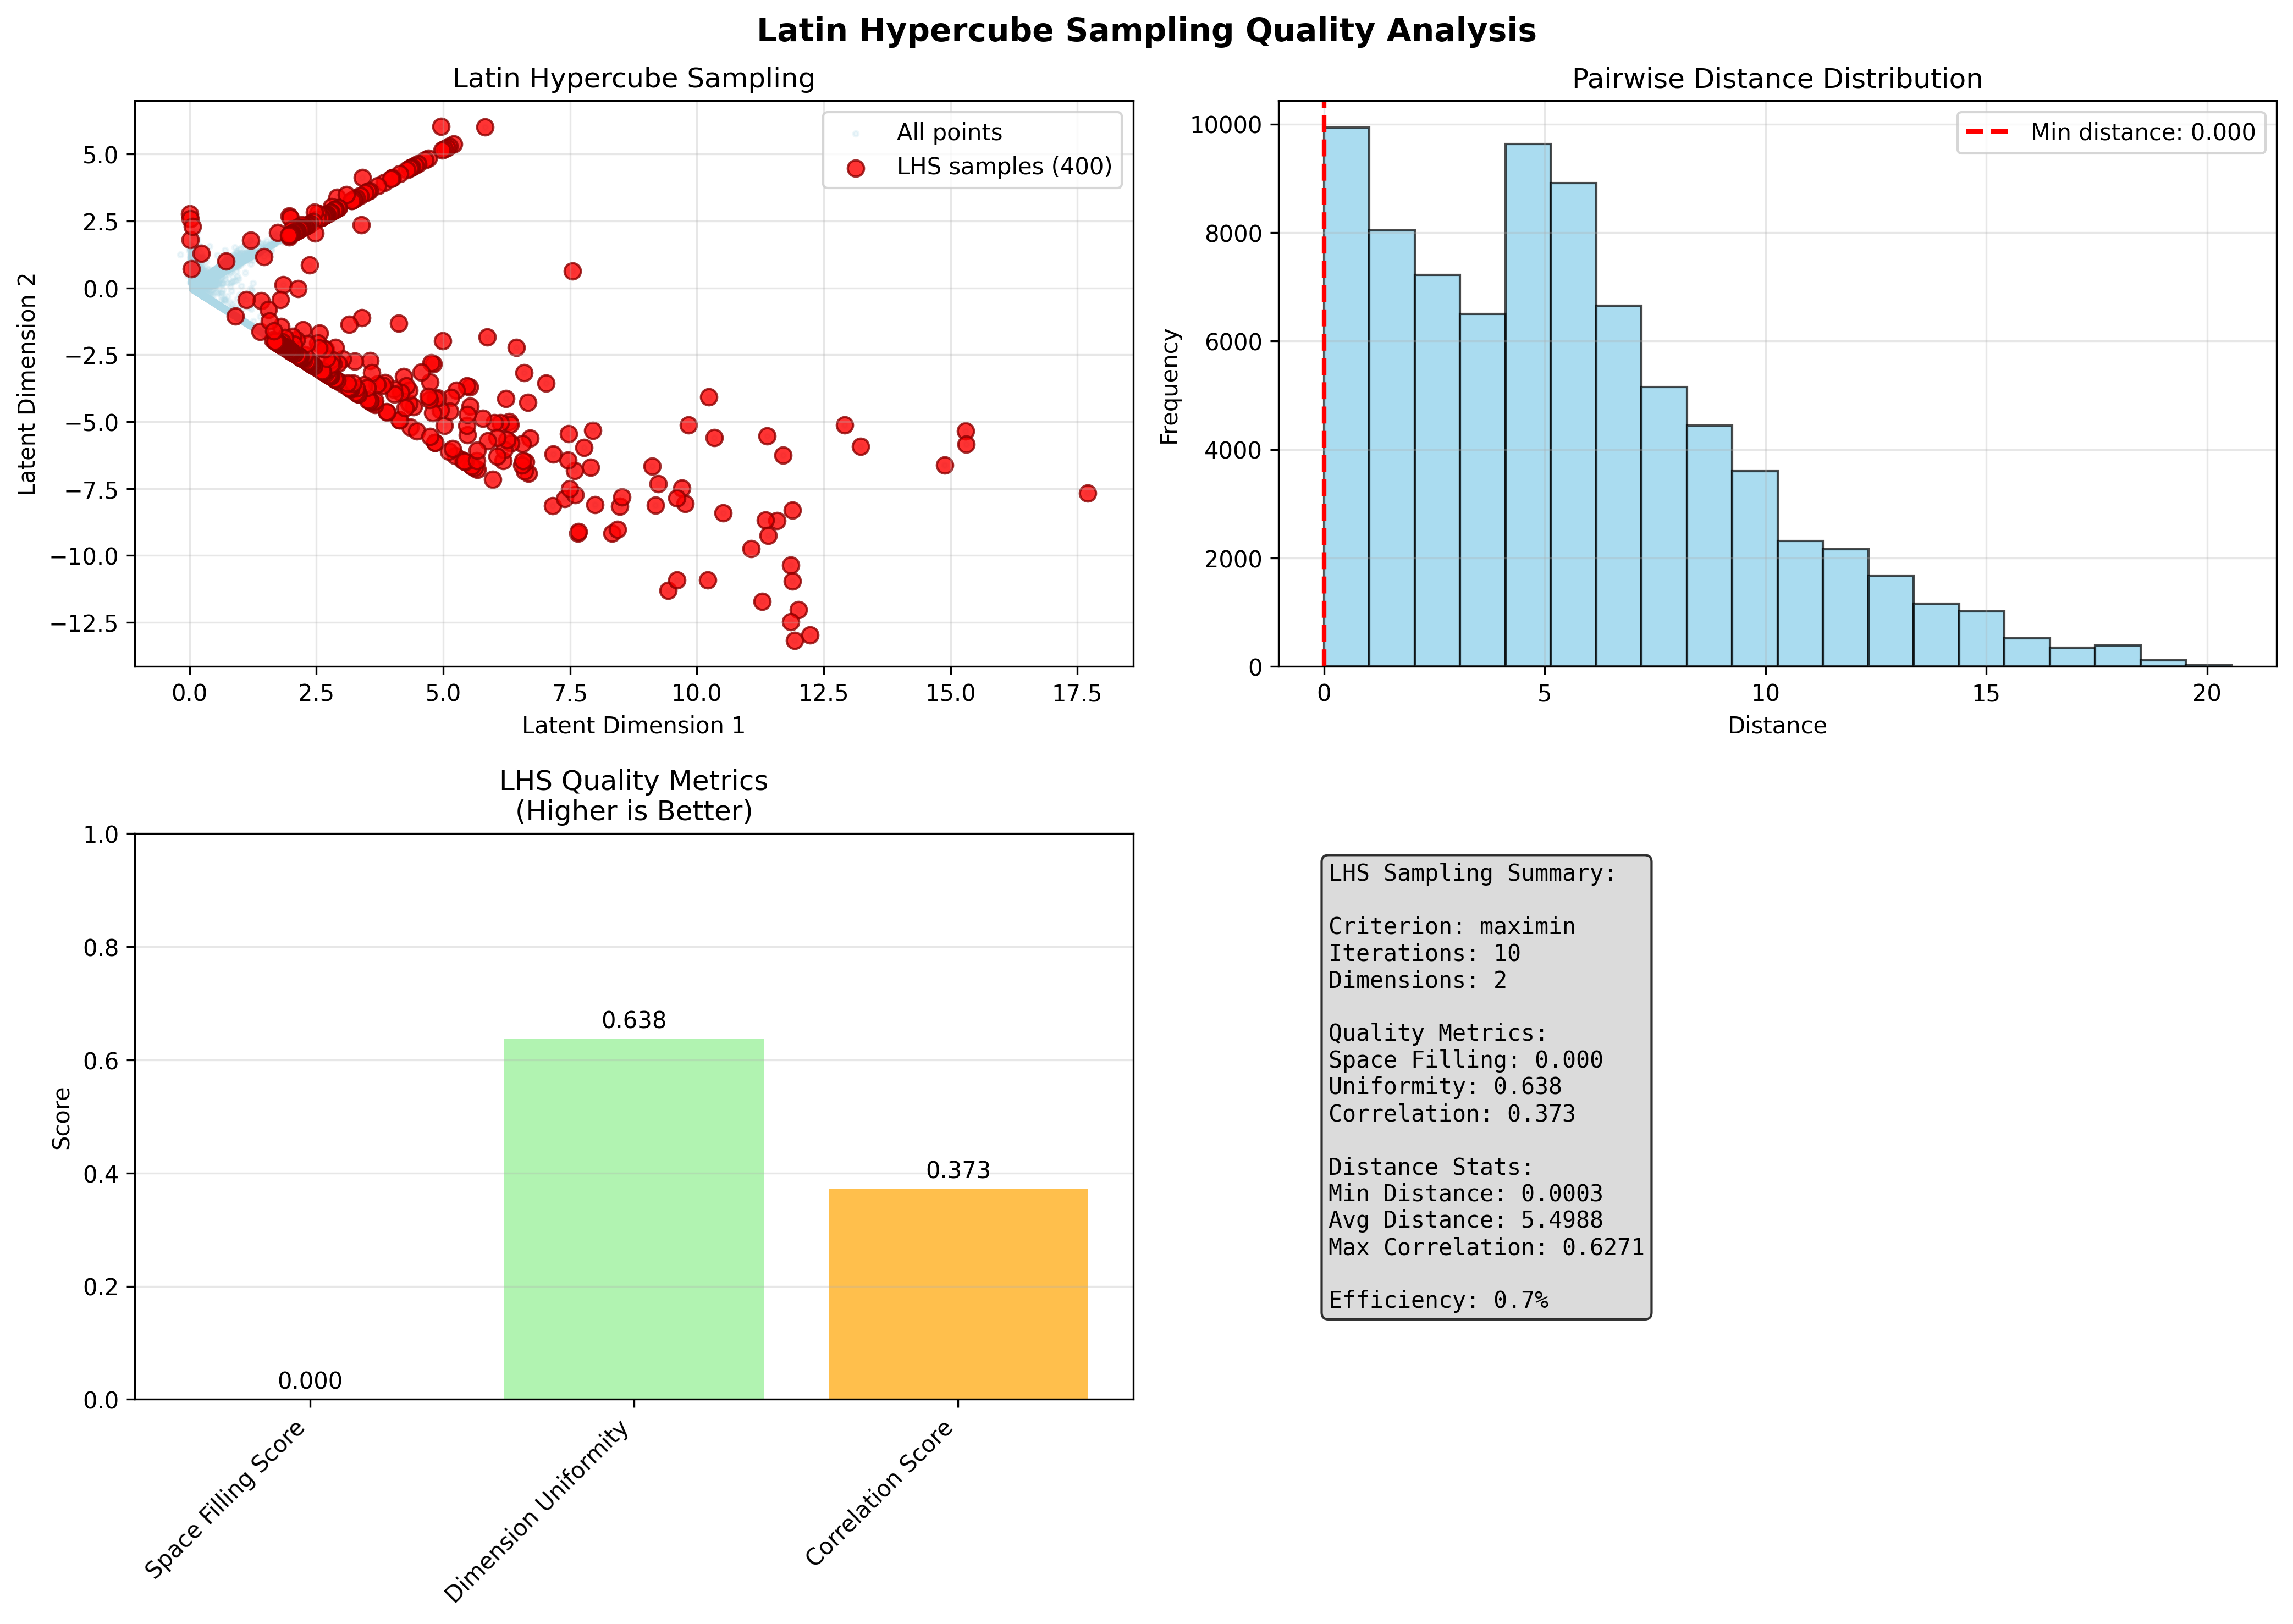 Latin Hypercube Sampling Quality Analysis
Latin Hypercube Sampling
All points
LHS samples (400)
5.0
2.5
0.0
−2.5
−5.0
−7.5
−10.0
−12.5
Latent Dimension 2
0.0 2.5 5.0 7.5 10.0 12.5 15.0 17.5
Latent Dimension 1
Pairwise Distance Distribution
Min distance: 0.000
10000
8000
6000
4000
2000
0
Frequency
0 5 10 15 20
Distance
LHS Quality Metrics
(Higher is Better)
1.0
0.8
0.6
0.4
0.2
0.0
Score
0.000
0.638
0.373
Space Filling Score
Dimension Uniformity
Correlation Score
LHS Sampling Summary:
Criterion: maximin
Iterations: 10
Dimensions: 2
Quality Metrics:
Space Filling: 0.000
Uniformity: 0.638
Correlation: 0.373
Distance Stats:
Min Distance: 0.0003
Avg Distance: 5.4988
Max Correlation: 0.6271
Efficiency: 0.7%